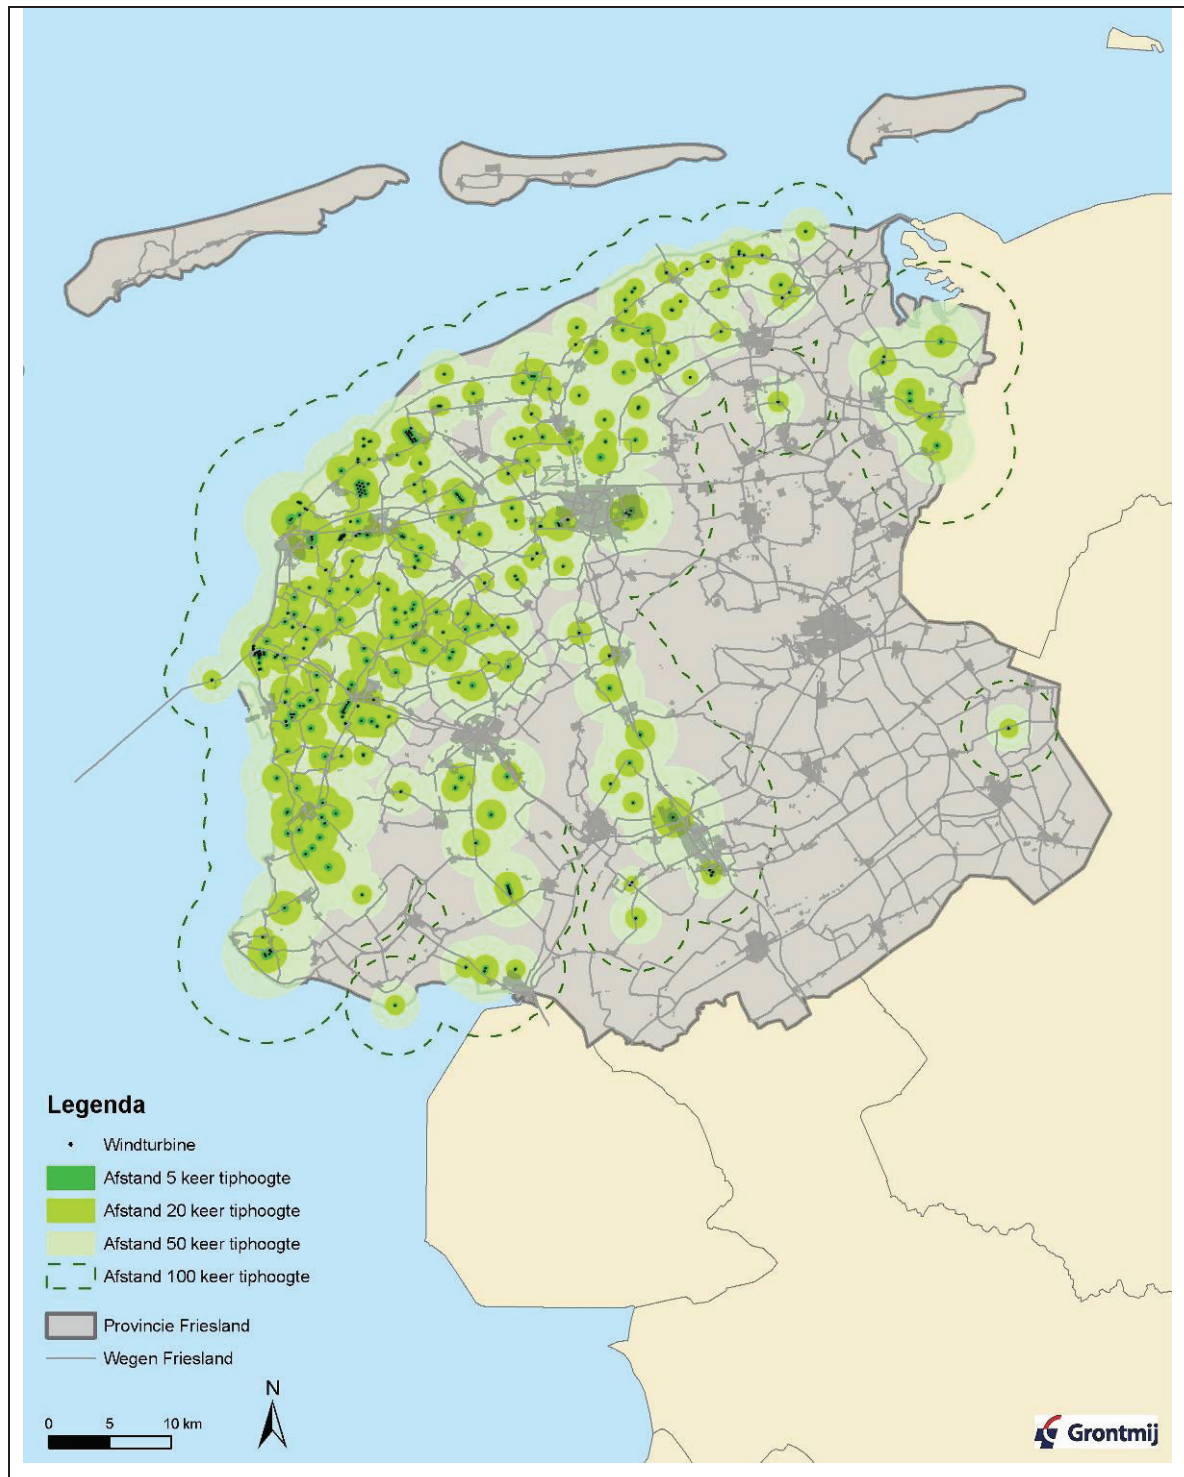 Legenda
Windturbine
Afstand 5 keer tiphoogte
Afstand 20 keer tiphoogte
Afstand 50 keer tiphoogte
Afstand 100 keer tiphoogte
Provincie Friesland
Wegen Friesland
N
0 5 10 km
Grontmij